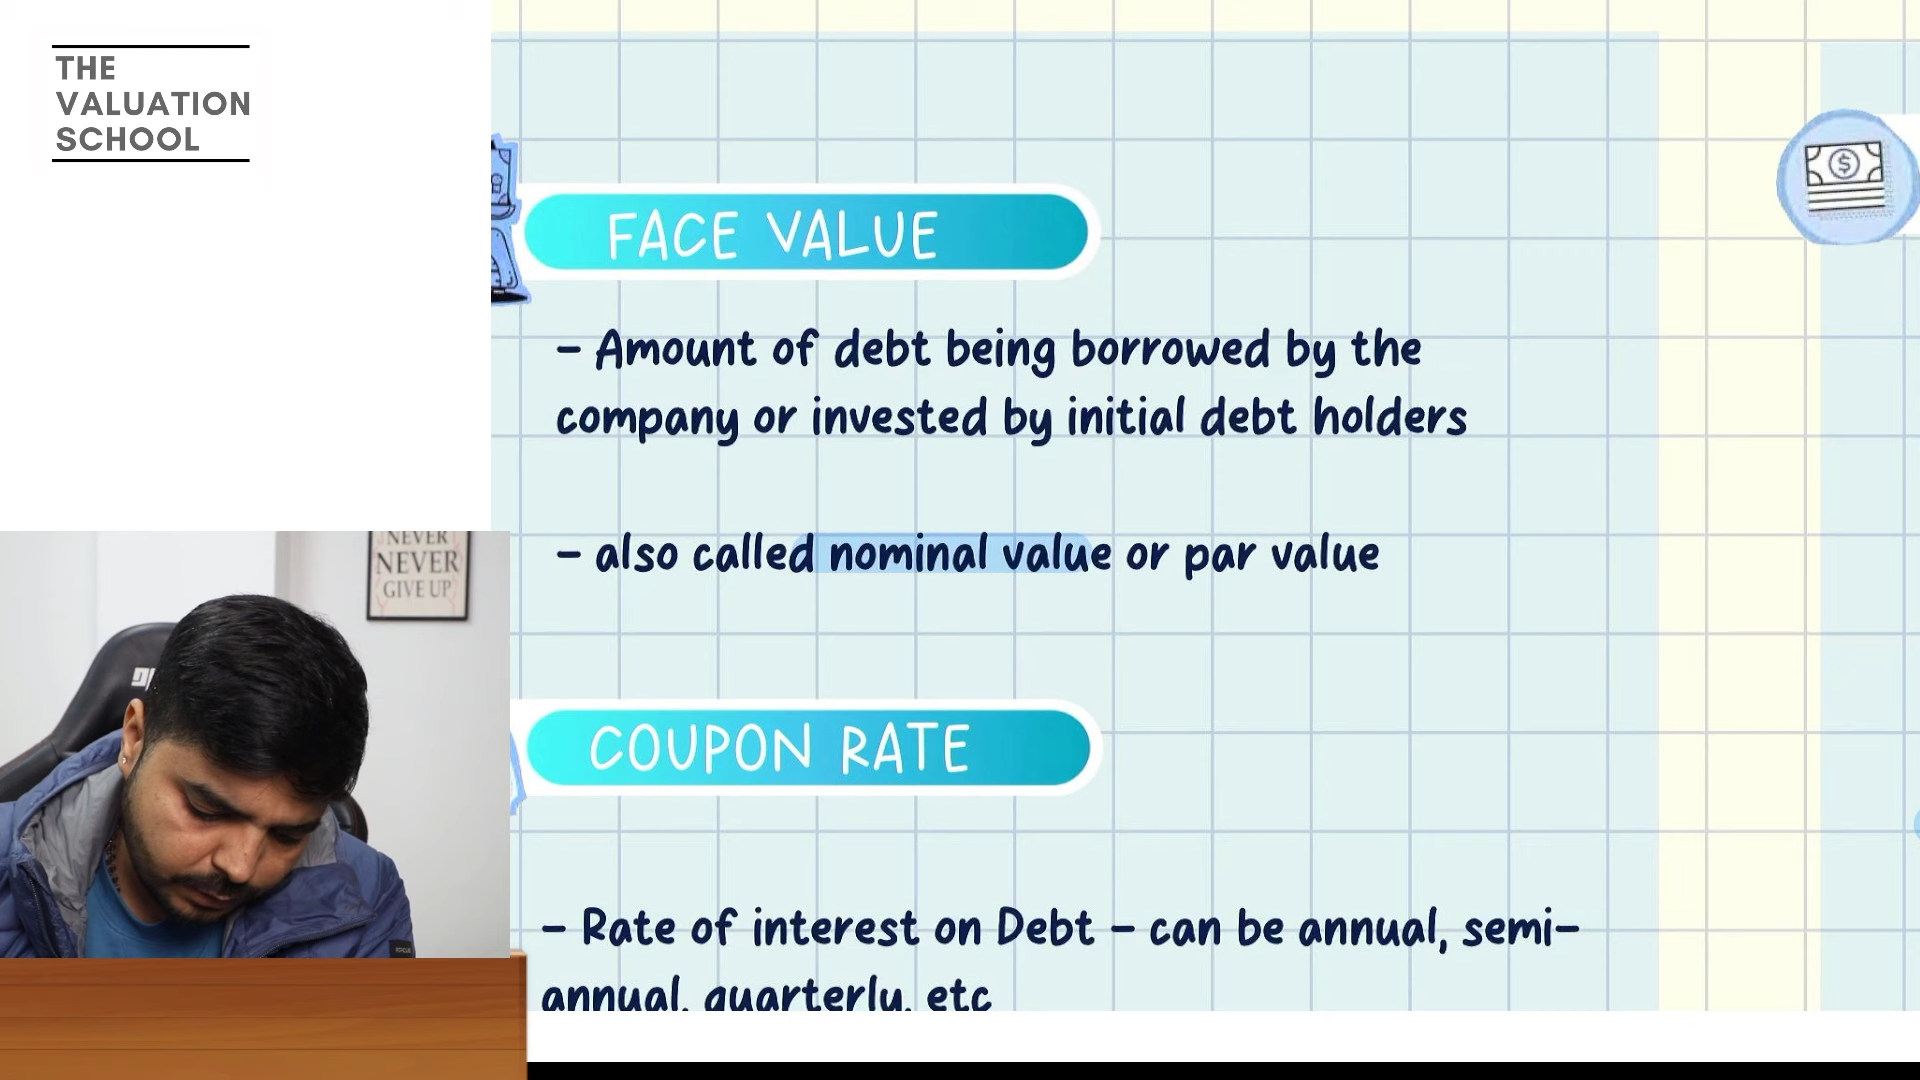 THE
VALUATION
SCHOOL
FACE VALUE
- Amount of debt being borrowed by the
company or invested by initial debt holders
- also called nominal value or par value
NEVER
NEVER
GIVE UP
COUPON RATE
- Rate of interest on Debt - can be annual, semi-
annual, quarterly, etc